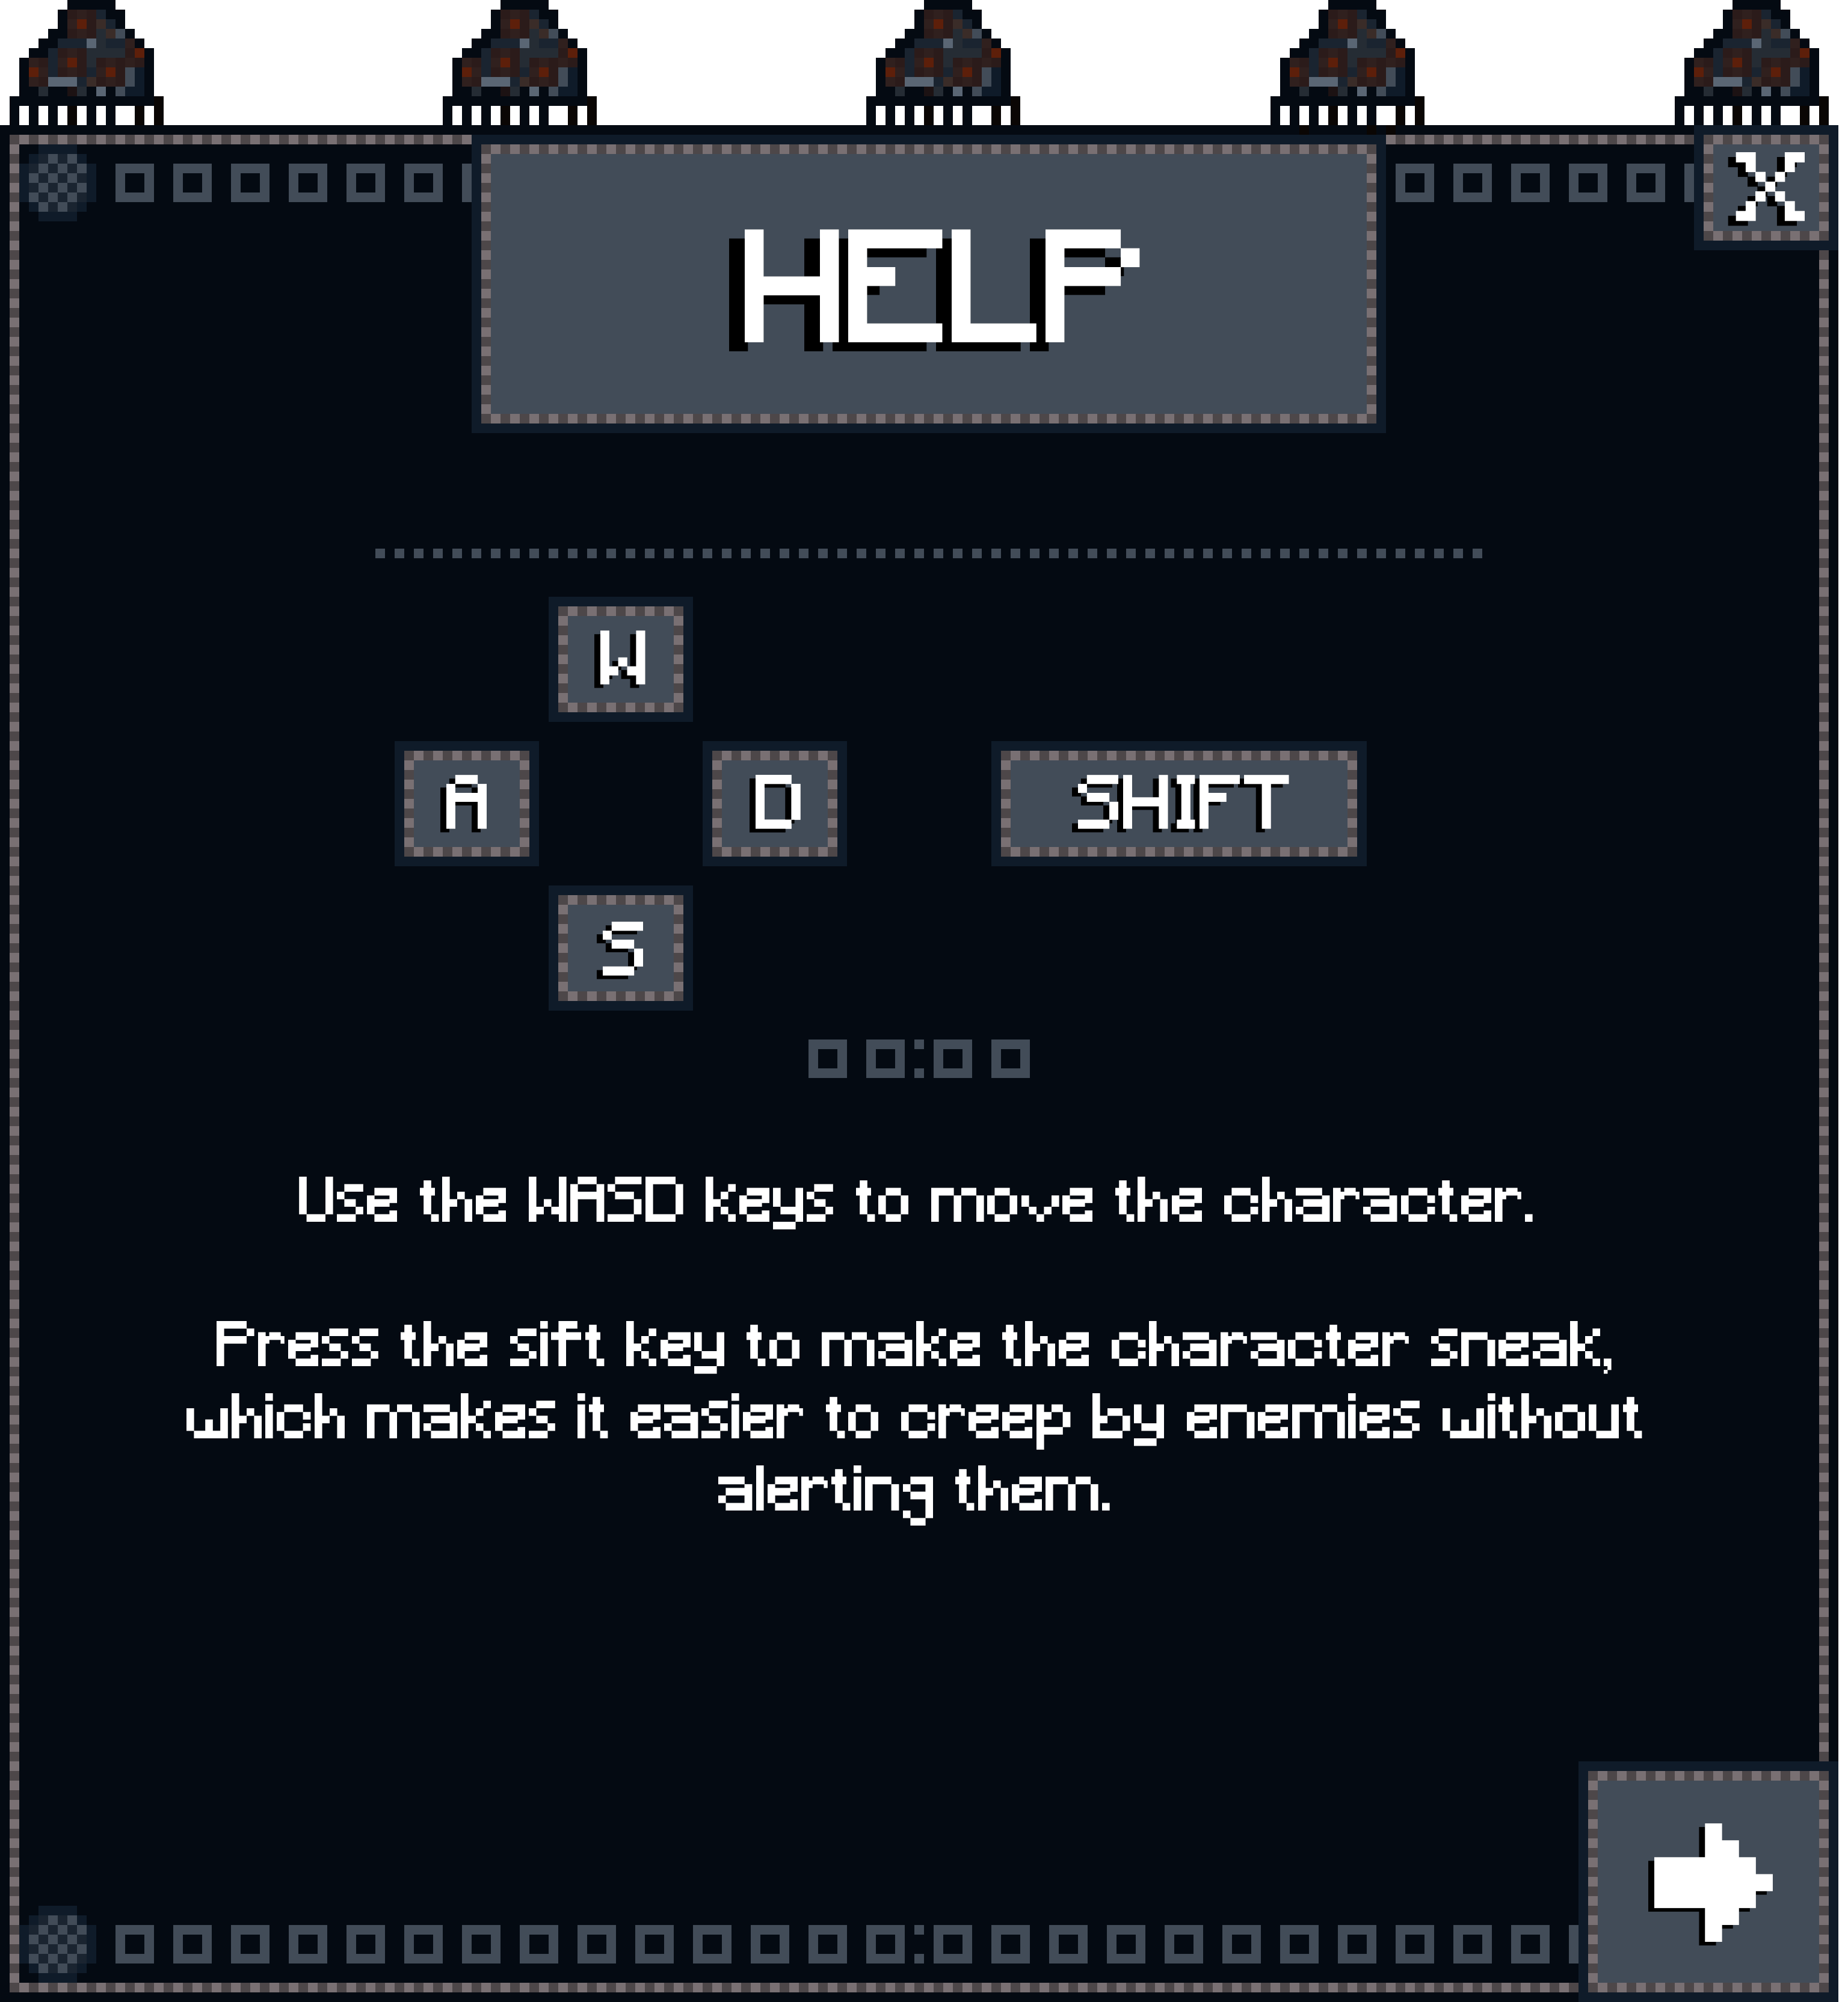 X
HELP
W
A D SHIFT
S
Use the WASD keys to move the character.
Press the sift key to make the character sneak,
which makes it easier to creep by enemies without
alerting them.